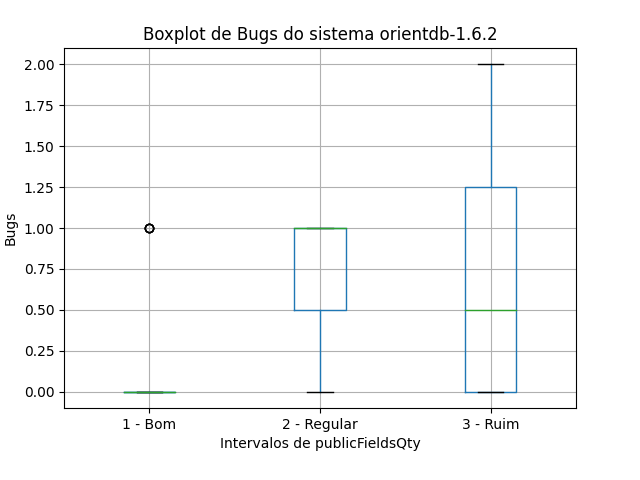 Boxplot de Bugs do sistema orientdb-1.6.2
2.00
1.75
1.50
1.25
1.00
0.75
0.50
0.25
0.00
Bugs
1 - Bom
2 - Regular
3 - Ruim
Intervalos de publicFieldsQty